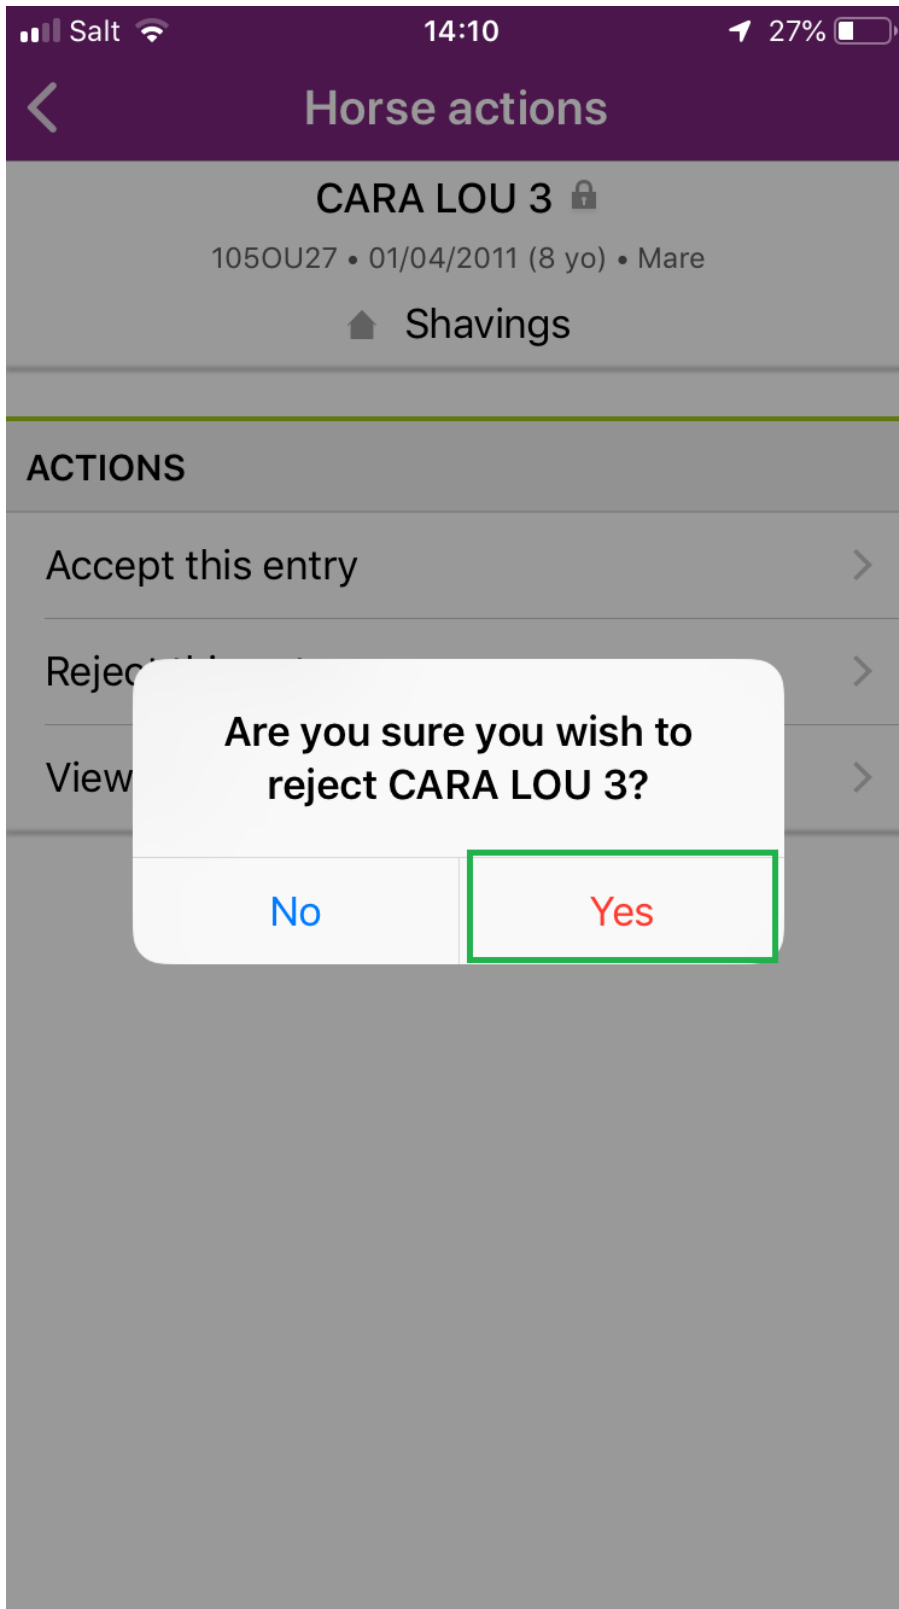 Salt 14:10 27%
Horse actions
CARA LOU 3
105OU27 • 01/04/2011 (8 yo) • Mare
Shavings
ACTIONS
Accept this entry
View
Are you sure you wish to
reject CARA LOU 3?
No Yes